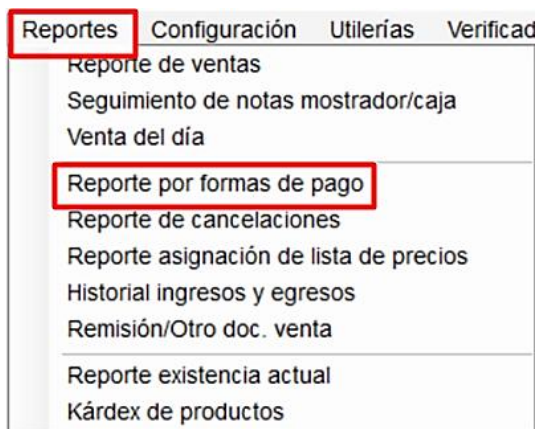 Reportes Configuración Utilerías Verificad
Reporte de ventas
Seguimiento de notas mostrador/caja
Venta del día
Reporte por formas de pago
Reporte de cancelaciones
Reporte asignación de lista de precios
Historial ingresos y egresos
Remisión/Otro doc. venta
Reporte existencia actual
Kárdex de productos